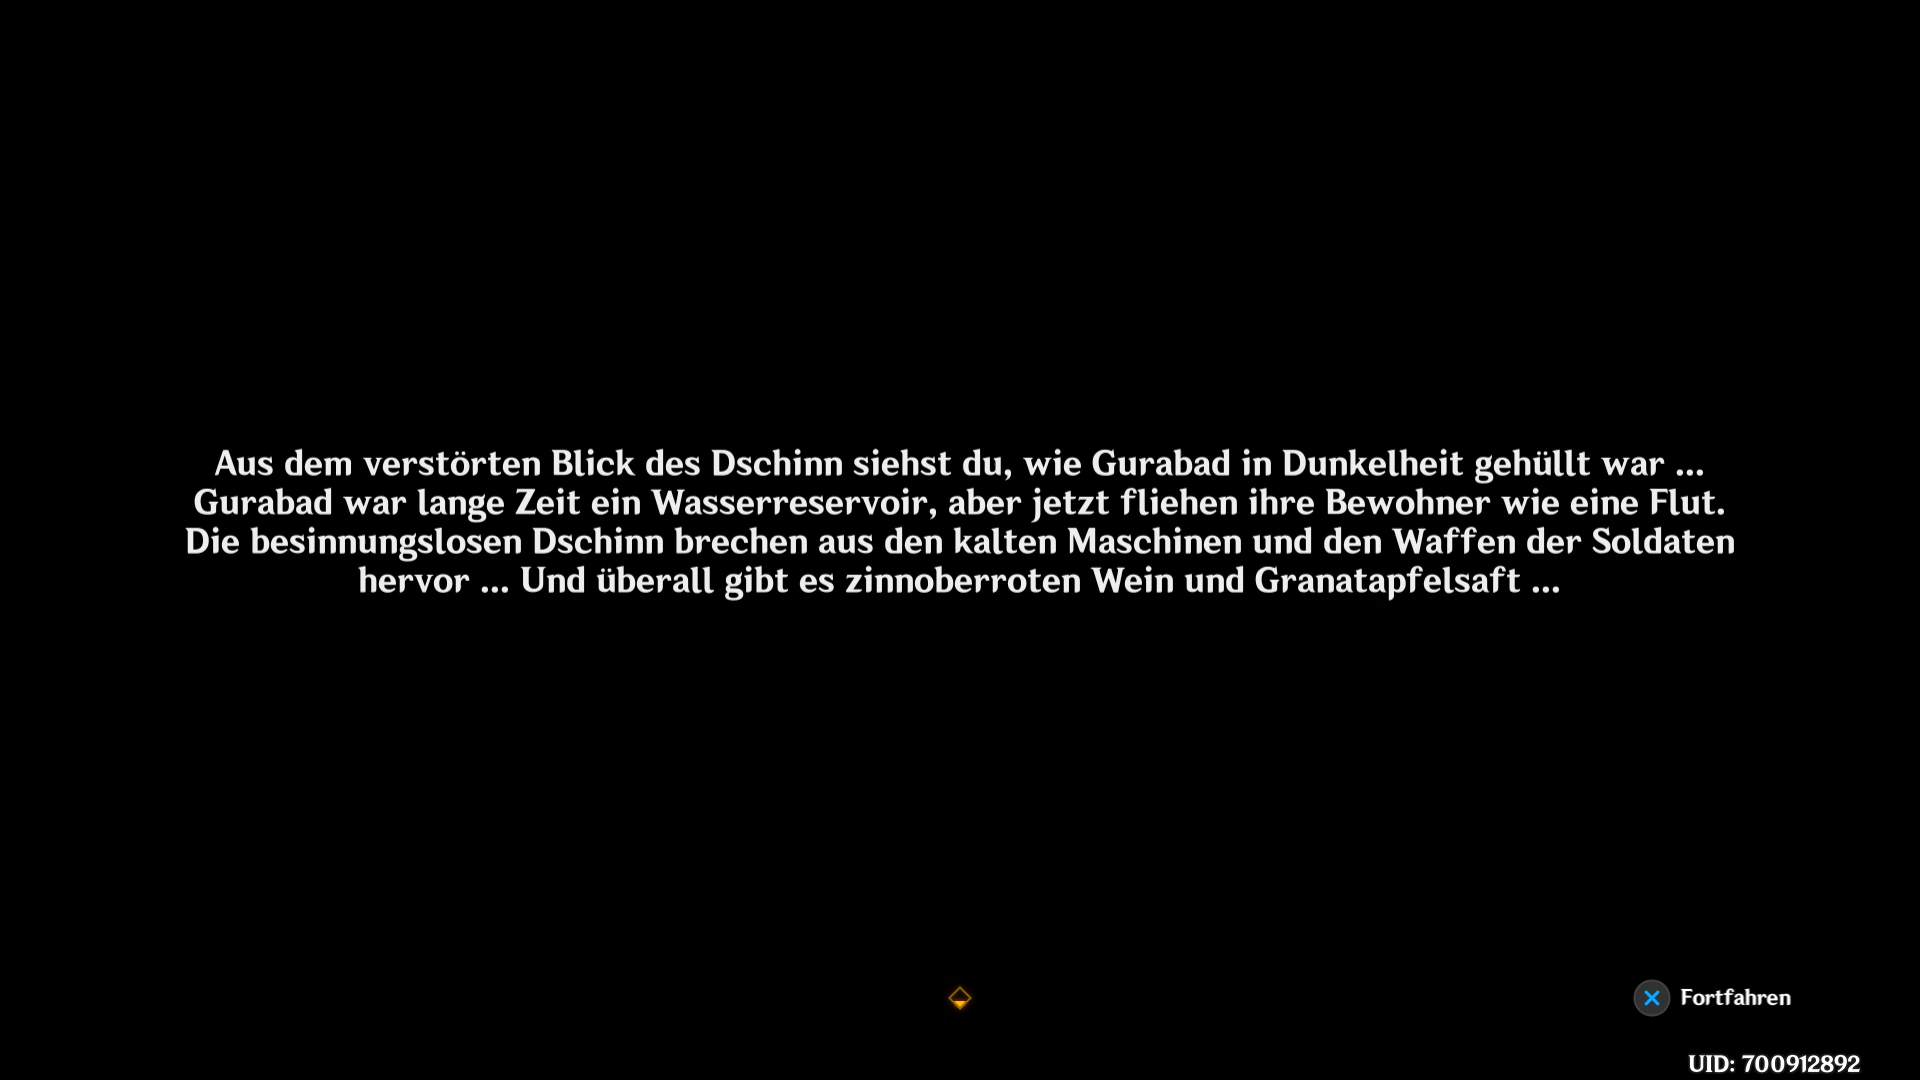 Aus dem verstörten Blick des Dschinn siehst du, wie Gurabad in Dunkelheit gehüllt war ...
Gurabad war lange Zeit ein Wasserreservoir, aber jetzt fliehen ihre Bewohner wie eine Flut.
Die besinnungslosen Dschinn brechen aus den kalten Maschinen und den Waffen der Soldaten
hervor ... Und überall gibt es zinnoberroten Wein und Granatapfelsaft ...
Fortfahren
UID: 700912892